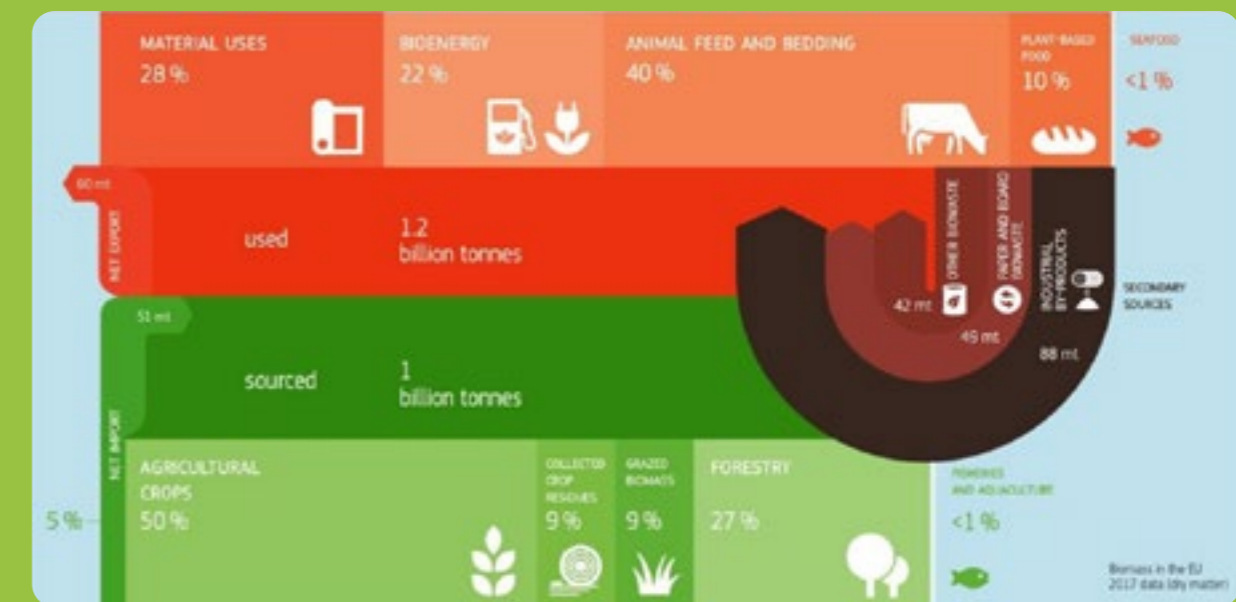 MATERIAL USES
28 %
BIOENERGY
22 %
ANIMAL FEED AND BEDDING
40 %
PLANT-BASED
FOOD
10 %
SEAFOOD
<1 %
60 mt
NET EXPORT
used
1.2
billion tonnes
OTHER BIOWASTE
PAPER AND BOARD
BIOWASTE
INDUSTRIAL
BY-PRODUCTS
42 mt
49 mt
88 mt
SECONDARY
SOURCES
51 mt
NET IMPORT
sourced
1
billion tonnes
5 %
AGRICULTURAL
CROPS
50 %
COLLECTED
CROP
RESIDUES
9 %
GRAZED
BIOMASS
9 %
FORESTRY
27 %
FISHERIES
AND AQUACULTURE
<1 %
Biomass in the EU
2017 data (dry matter)